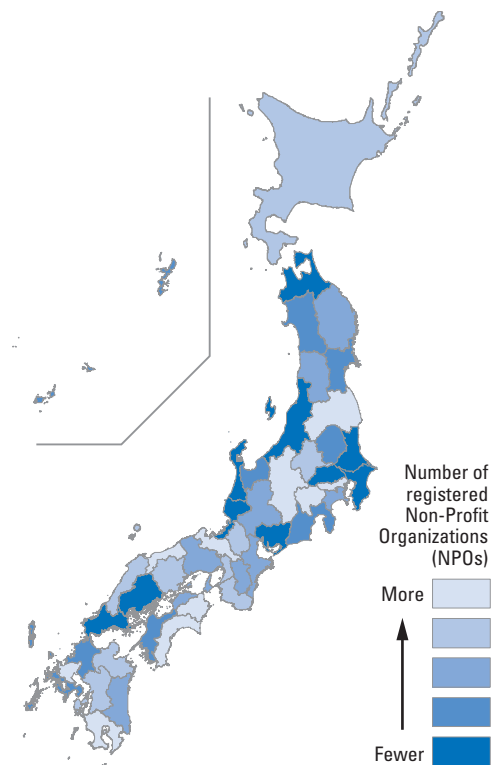 Number of
registered
Non-Profit
Organizations
(NPOs)
More
Fewer